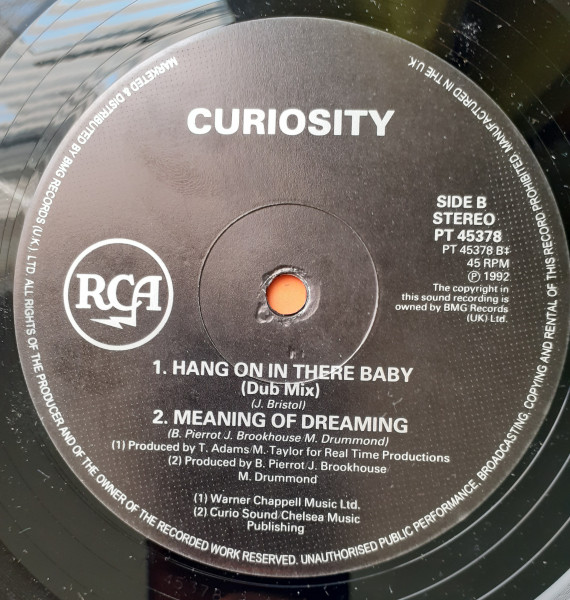 CURIOSITY
SIDE B
STEREO
PT 45378
PT 45378 B‡
45 RPM
℗ 1992
The copyright in
this sound recording is
owned by BMG Records
(UK) Ltd.
RCA
1. HANG ON IN THERE BABY
(Dub Mix)
(J. Bristol)
2. MEANING OF DREAMING
(B. Pierrot/J. Brookhouse/M. Drummond)
(1) Produced by T. Adams/M. Taylor for Real Time Productions
(2) Produced by B. Pierrot/J. Brookhouse/
M. Drummond
(1) Warner Chappell Music Ltd.
(2) Curio Sound/Chelsea Music
Publishing
MARKETED & DISTRIBUTED BY BMG RECORDS (U.K.) LTD. ALL RIGHTS OF THE PRODUCER AND OF THE OWNER OF THE RECORDED WORK RESERVED. UNAUTHORISED PUBLIC PERFORMANCE, BROADCASTING, COPYING AND RENTAL OF THIS RECORD PROHIBITED. MANUFACTURED IN THE UK